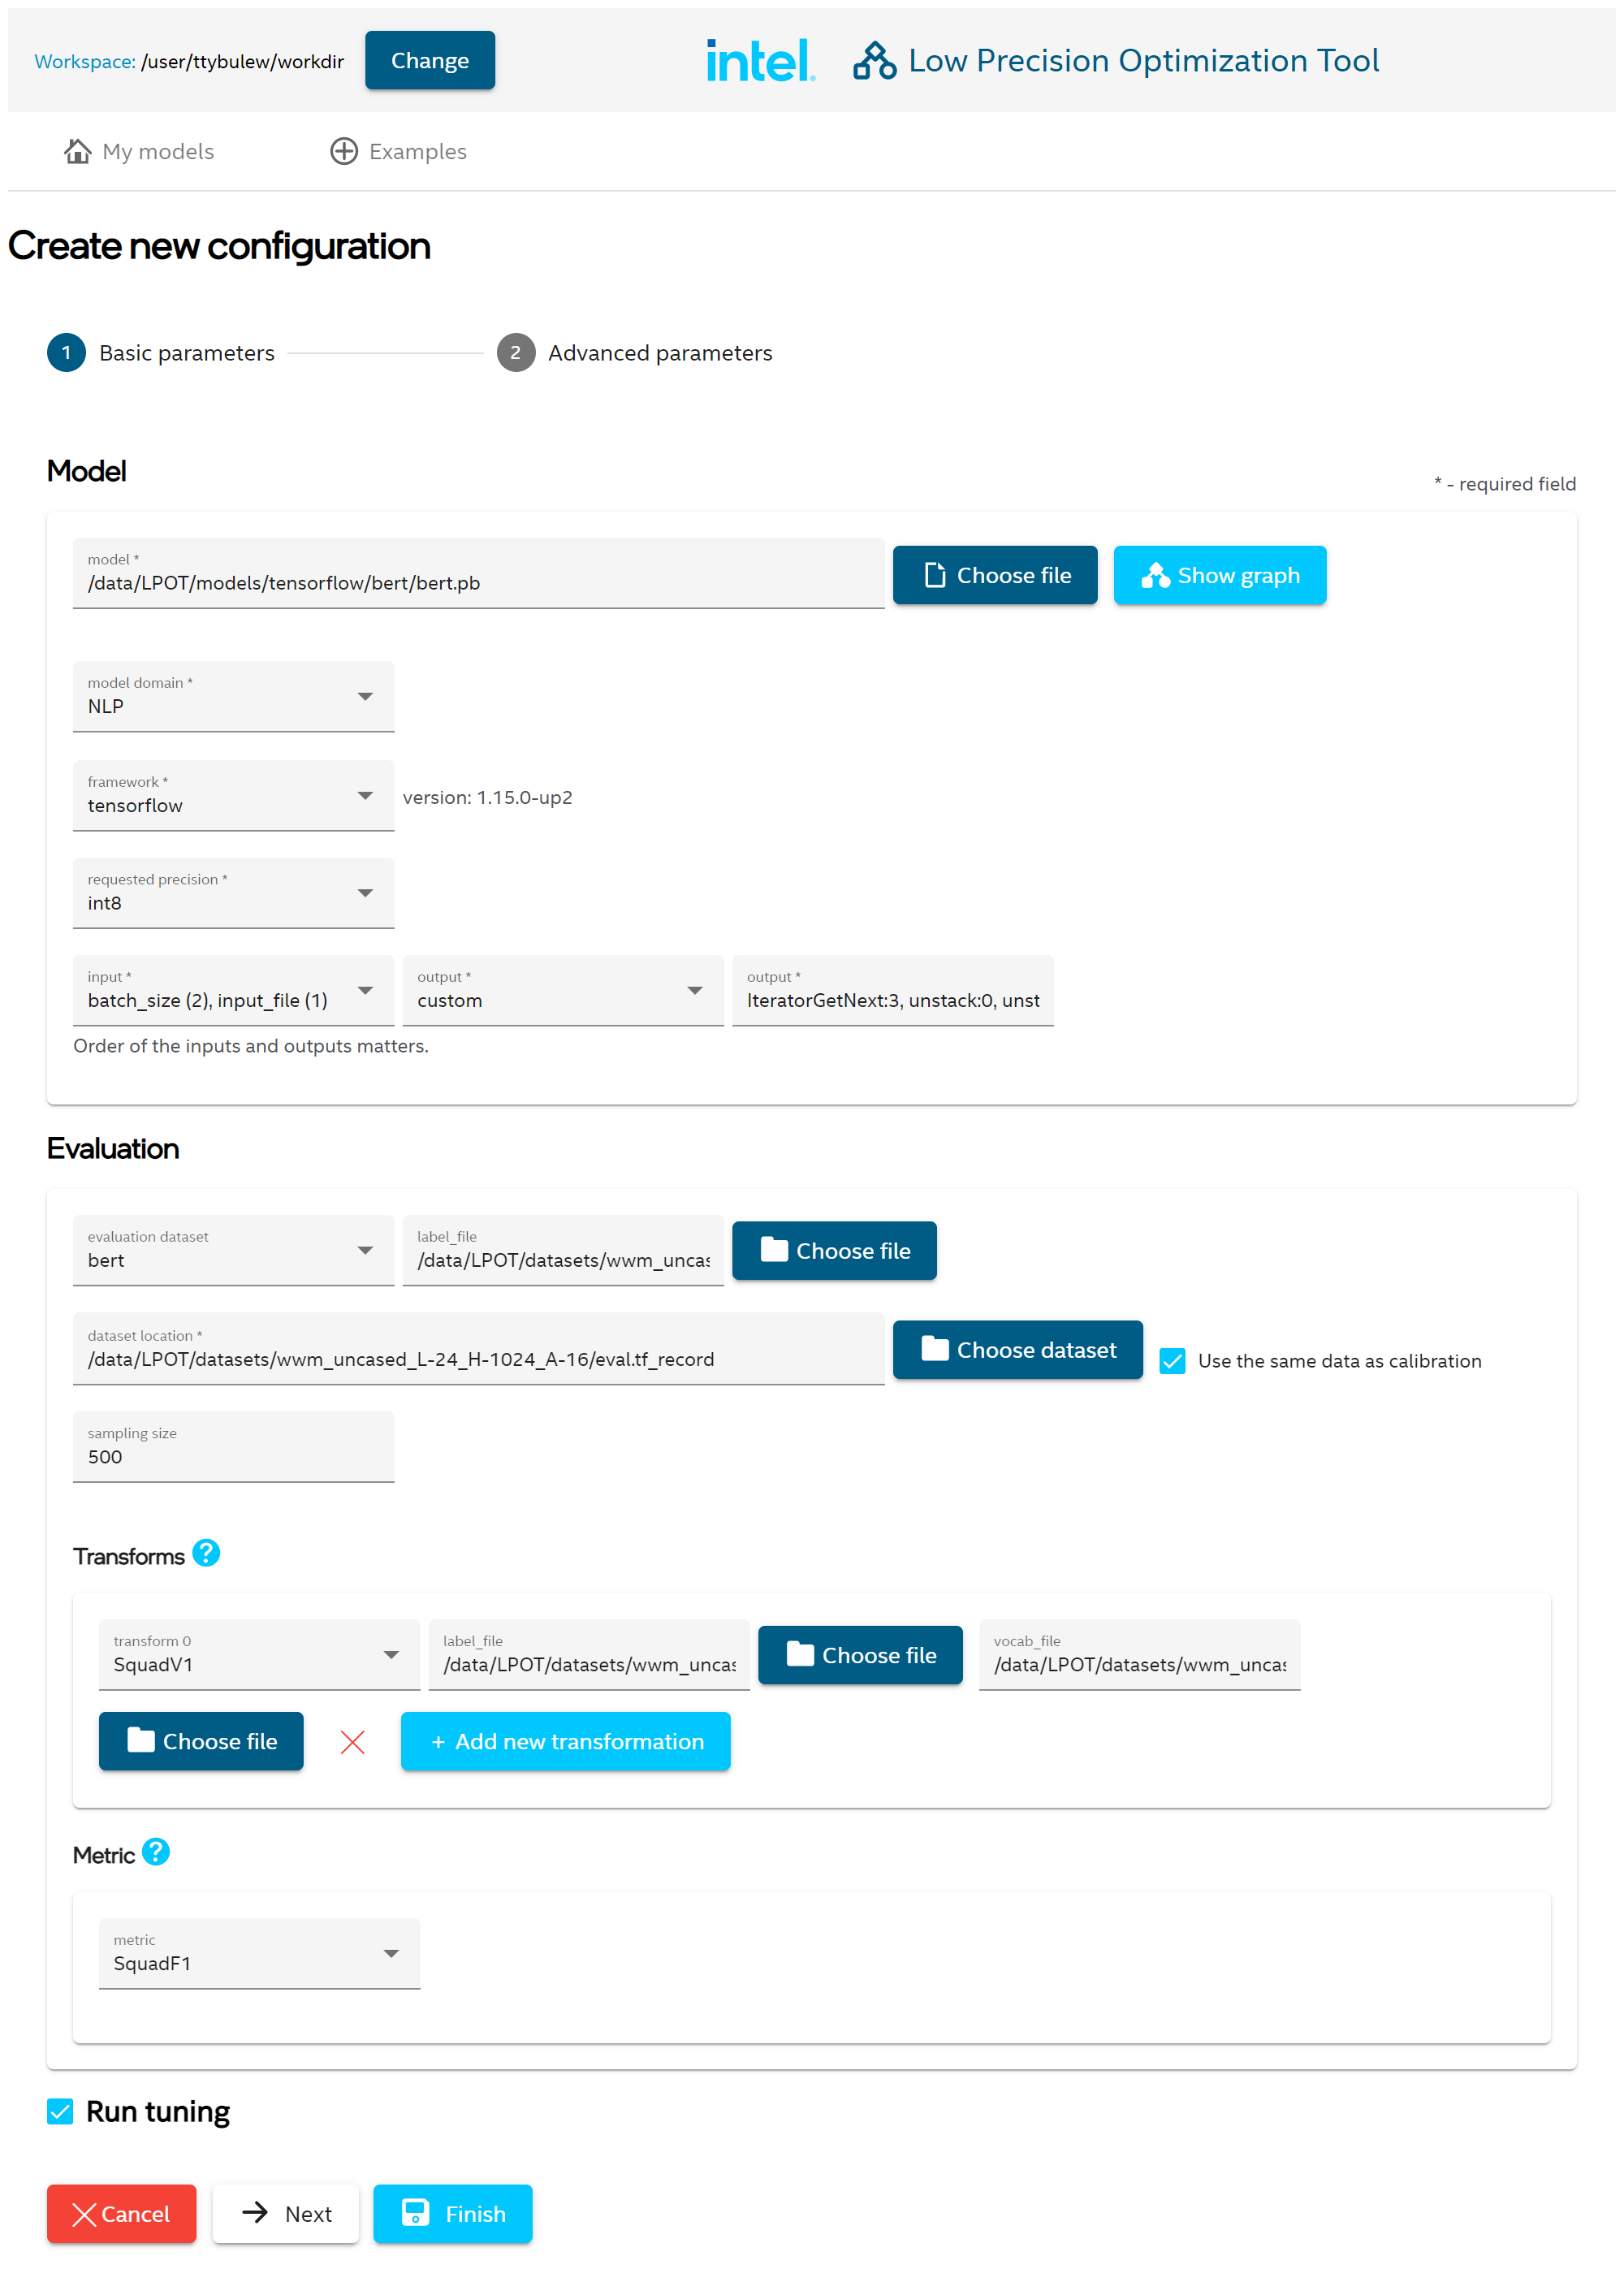 Workspace: /user/ttybulew/workdir Change intel® Low Precision Optimization Tool
My models Examples
Create new configuration
1 Basic parameters 2 Advanced parameters
Model
* - required field
model *
/data/LPOT/models/tensorflow/bert/bert.pb
Choose file Show graph
model domain *
NLP
framework *
tensorflow
version: 1.15.0-up2
requested precision *
int8
input * output * output *
batch_size (2), input_file (1) custom IteratorGetNext:3, unstack:0, unst
Order of the inputs and outputs matters.
Evaluation
evaluation dataset label_file
bert /data/LPOT/datasets/wwm_uncas Choose file
dataset location *
/data/LPOT/datasets/wwm_uncased_L-24_H-1024_A-16/eval.tf_record
Choose dataset Use the same data as calibration
sampling size
500
Transforms ?
transform 0 label_file vocab_file
SquadV1 /data/LPOT/datasets/wwm_uncas Choose file /data/LPOT/datasets/wwm_uncas
Choose file + Add new transformation
Metric ?
metric
SquadF1
Run tuning
Cancel Next Finish